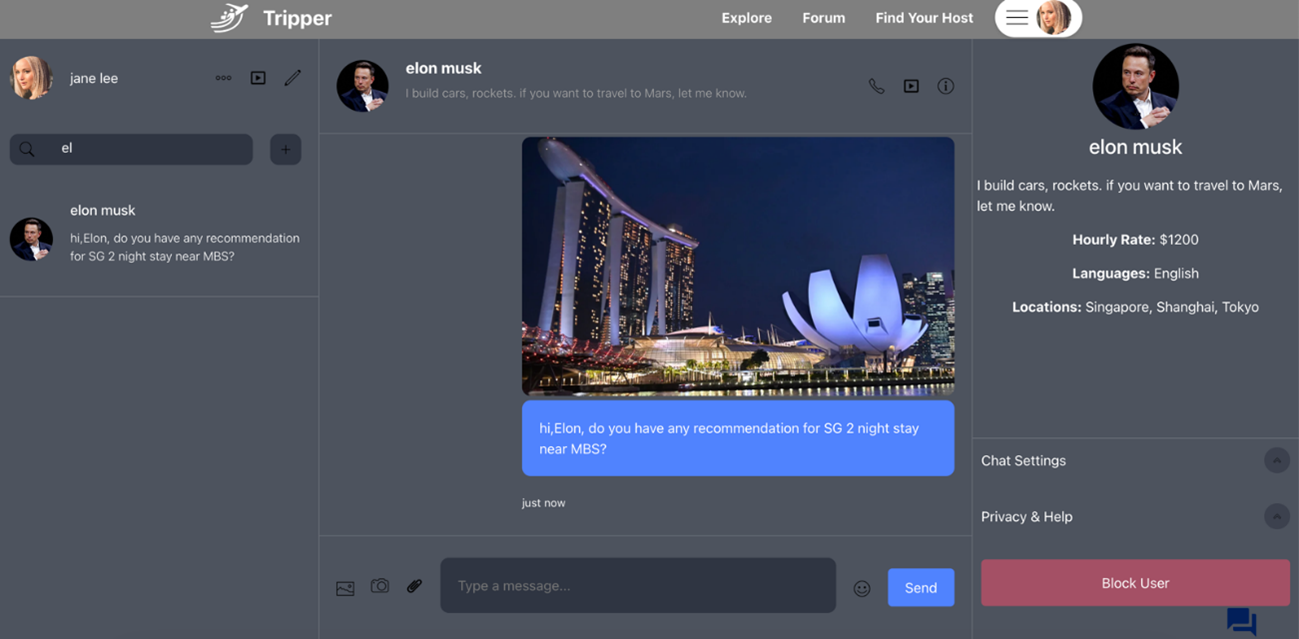 Tripper
Explore
Forum
Find Your Host
jane lee
el
+
elon musk
hi,Elon, do you have any recommendation
for SG 2 night stay near MBS?
elon musk
I build cars, rockets. if you want to travel to Mars, let me know.
hi,Elon, do you have any recommendation for SG 2 night stay
near MBS?
just now
Type a message...
Send
elon musk
I build cars, rockets. if you want to travel to Mars,
let me know.
Hourly Rate: $1200
Languages: English
Locations: Singapore, Shanghai, Tokyo
Chat Settings
Privacy & Help
Block User